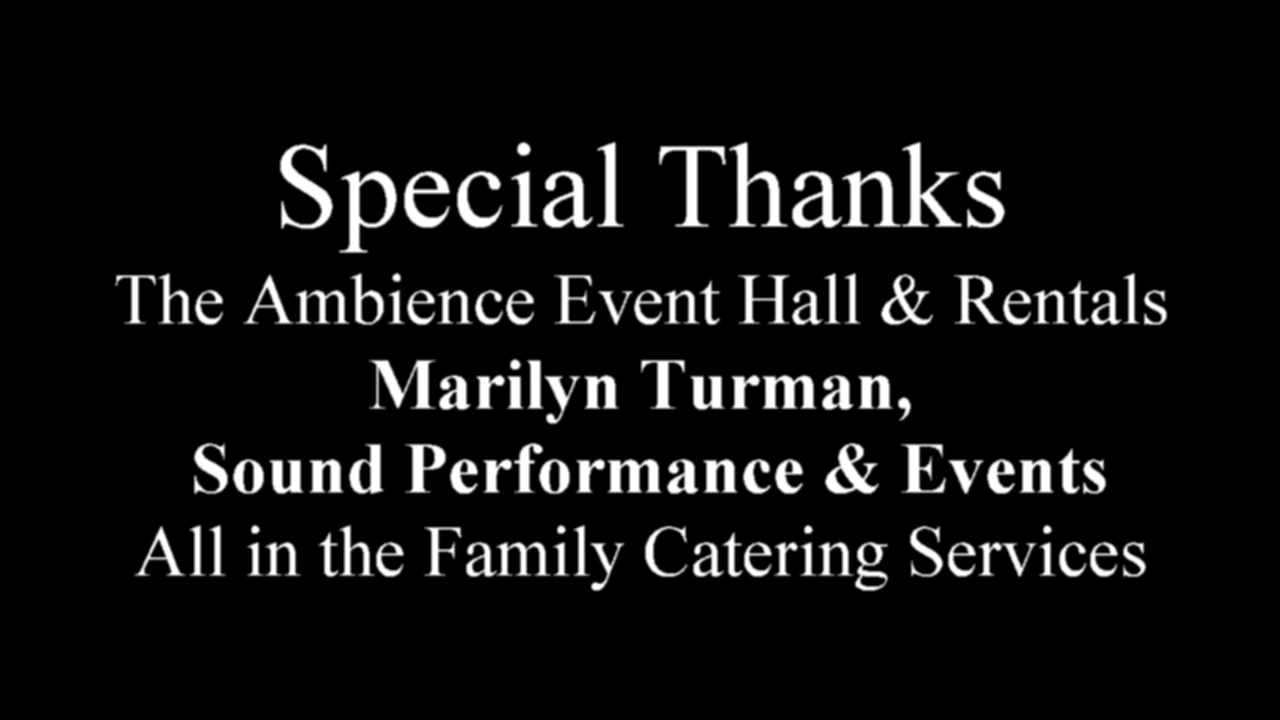 Special Thanks
The Ambience Event Hall & Rentals
Marilyn Turman,
Sound Performance & Events
All in the Family Catering Services